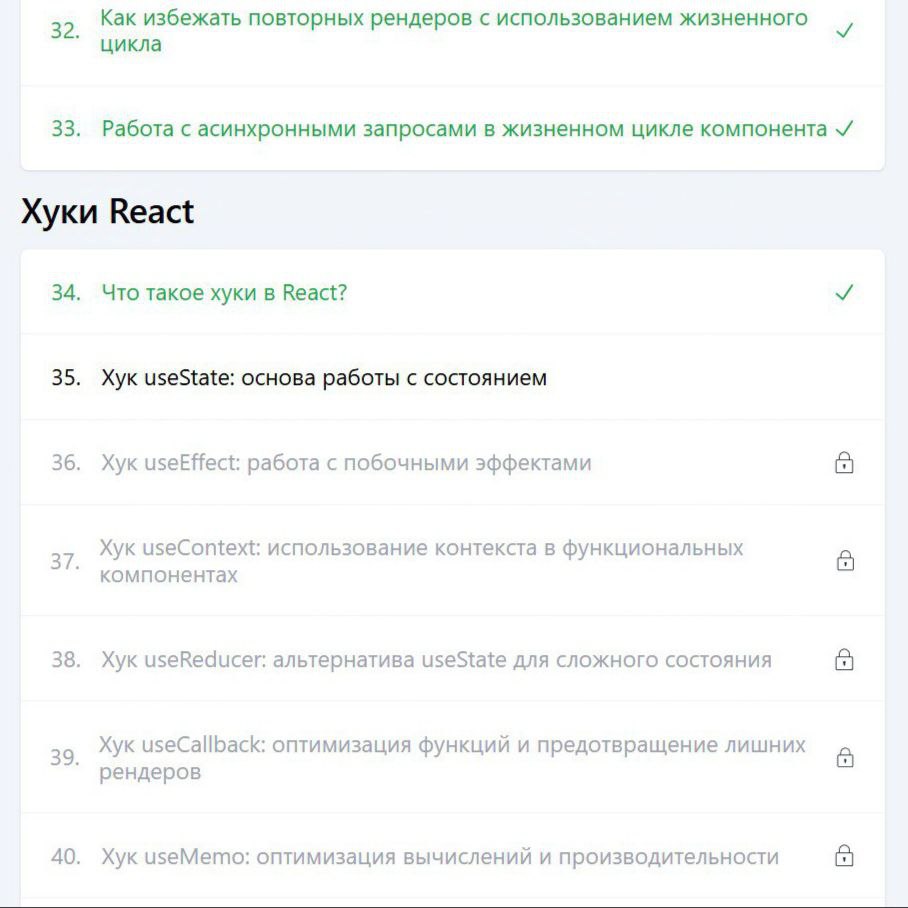 32. Как избежать повторных рендеров с использованием жизненного
цикла
33. Работа с асинхронными запросами в жизненном цикле компонента
Хуки React
34. Что такое хуки в React?
35. Хук useState: основа работы с состоянием
36. Хук useEffect: работа с побочными эффектами
37. Хук useContext: использование контекста в функциональных
компонентах
38. Хук useReducer: альтернатива useState для сложного состояния
39. Хук useCallback: оптимизация функций и предотвращение лишних
рендеров
40. Хук useMemo: оптимизация вычислений и производительности